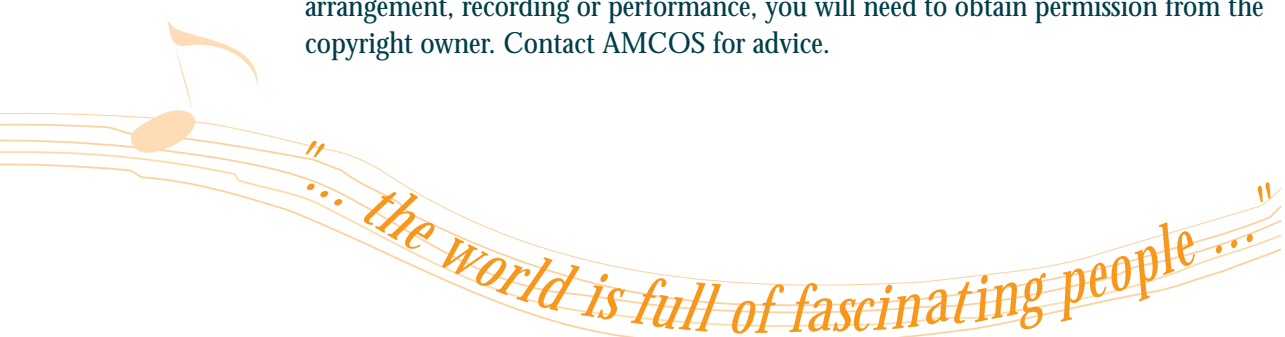 arrangement, recording or performance, you will need to obtain permission from the
copyright owner. Contact AMCOS for advice.
"... the world is full of fascinating people ..."